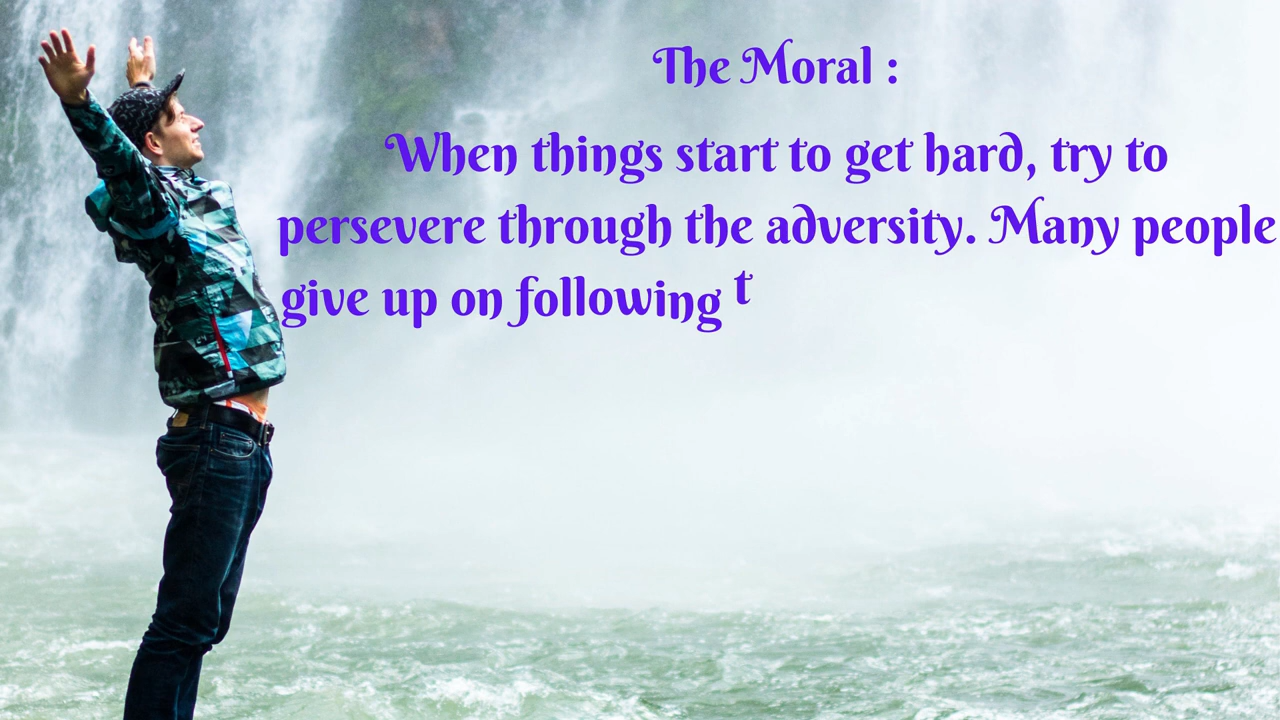 The Moral :
When things start to get hard, try to
persevere through the adversity. Many people
give up on following t